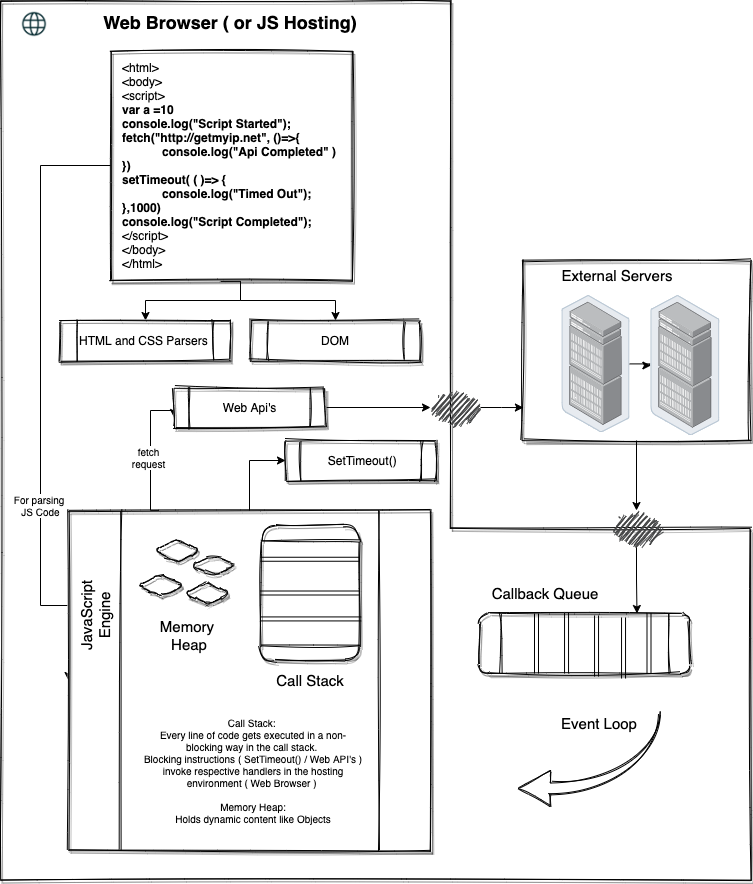 Web Browser ( or JS Hosting)
<html>
<body>
<script>
var a =10
console.log("Script Started");
fetch("http://getmyip.net", ()=>{
console.log("Api Completed" )
})
setTimeout( ( )=> {
console.log("Timed Out");
},1000)
console.log("Script Completed");
</script>
</body>
</html>
HTML and CSS Parsers
DOM
Web Api's
fetch
request
SetTimeout()
External Servers
For parsing
JS Code
JavaScript
Engine
Memory
Heap
Call Stack
Call Stack:
Every line of code gets executed in a non-
blocking way in the call stack.
Blocking instructions ( SetTimeout() / Web API's )
invoke respective handlers in the hosting
environment ( Web Browser )
Memory Heap:
Holds dynamic content like Objects
Callback Queue
Event Loop